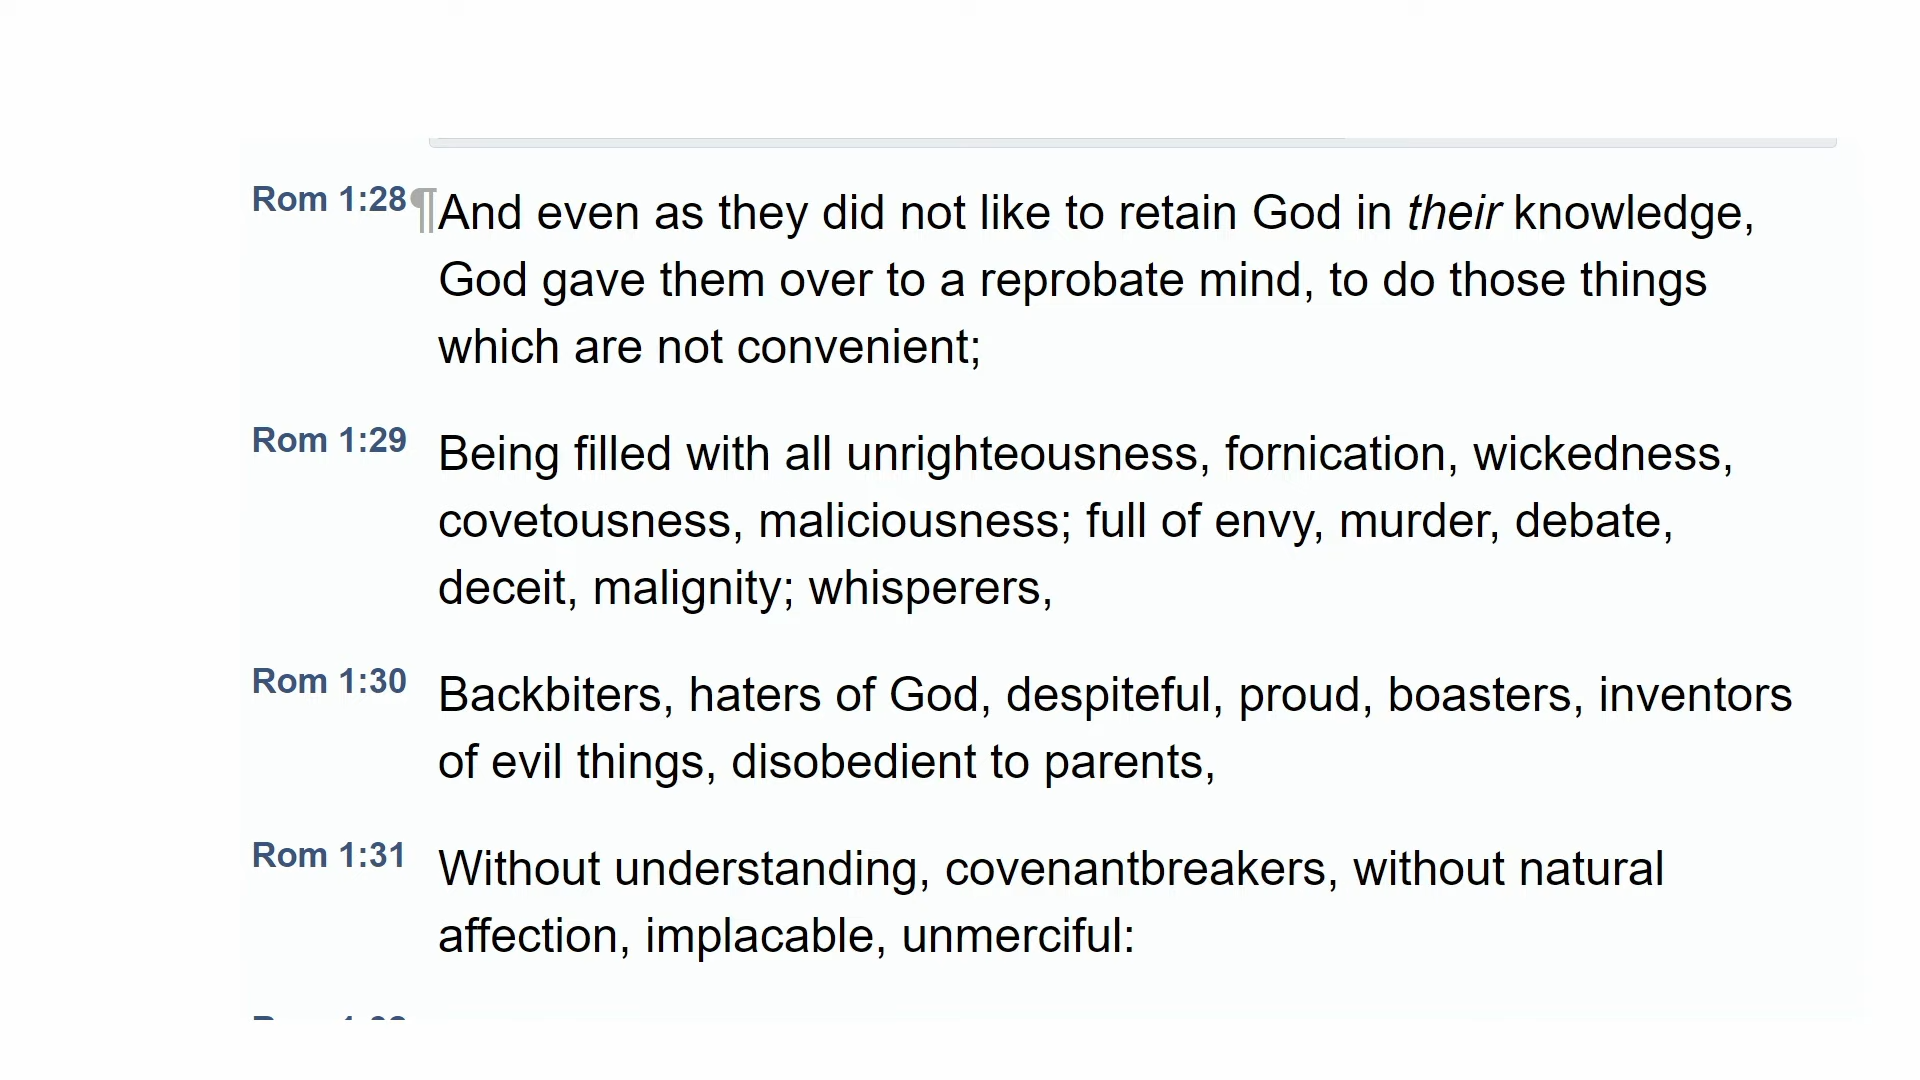 Rom 1:28 ¶And even as they did not like to retain God in their knowledge,
God gave them over to a reprobate mind, to do those things
which are not convenient;
Rom 1:29 Being filled with all unrighteousness, fornication, wickedness,
covetousness, maliciousness; full of envy, murder, debate,
deceit, malignity; whisperers,
Rom 1:30 Backbiters, haters of God, despiteful, proud, boasters, inventors
of evil things, disobedient to parents,
Rom 1:31 Without understanding, covenantbreakers, without natural
affection, implacable, unmerciful: